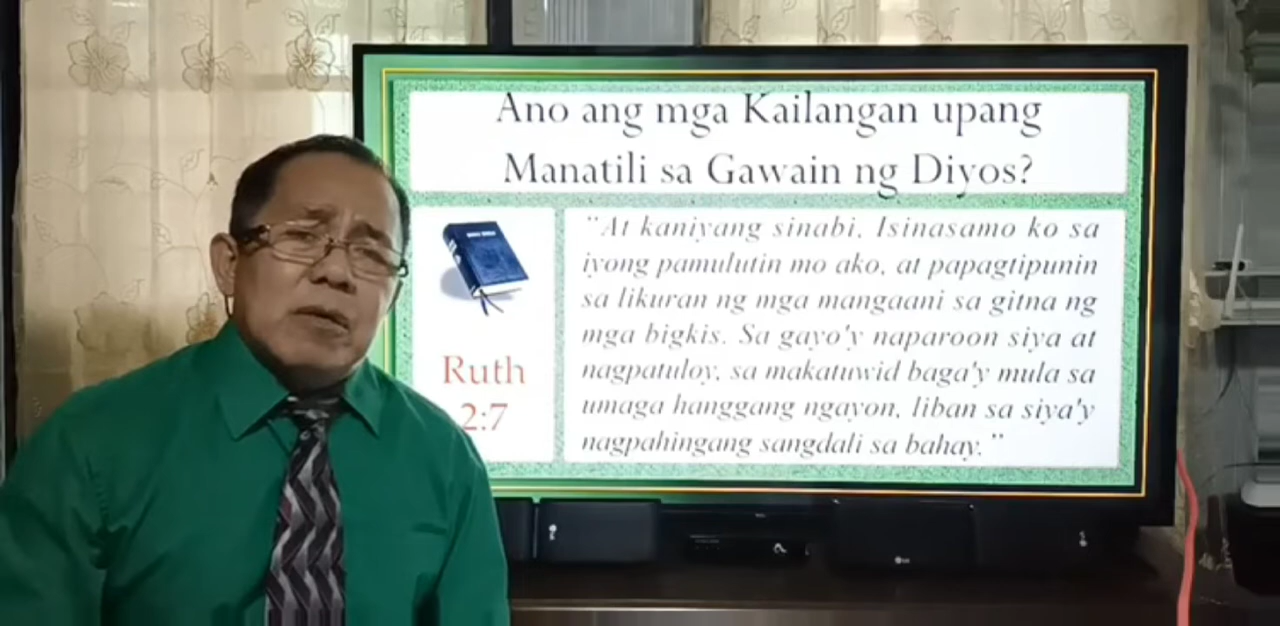 Ano ang mga Kailangan upang
Manatili sa Gawain ng Diyos?
Ruth
2:7
"At kaniyang sinabi, Isinasamo ko sa
iyong pamulutin mo ako, at papagtipunin
sa likuran ng mga mangaani sa gitna ng
mga bigkis. Sa gayo'y naparoon siya at
nagpatuloy, sa makatuwid baga'y mula sa
umaga hanggang ngayon, liban sa siya'y
nagpahingang sangdali sa bahay."